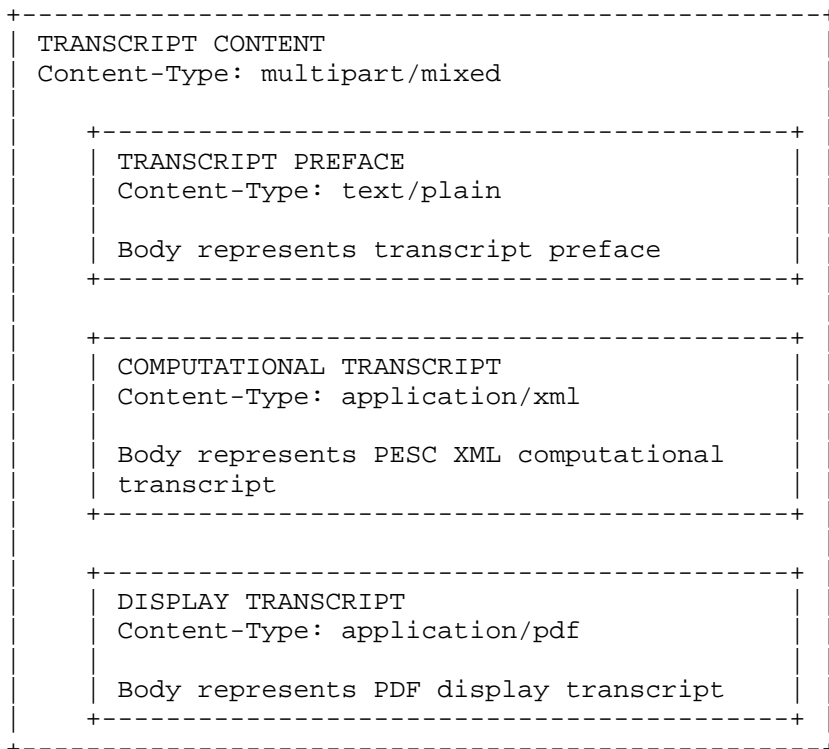 TRANSCRIPT CONTENT
Content-Type: multipart/mixed
TRANSCRIPT PREFACE
Content-Type: text/plain
Body represents transcript preface
COMPUTATIONAL TRANSCRIPT
Content-Type: application/xml
Body represents PESC XML computational
transcript
DISPLAY TRANSCRIPT
Content-Type: application/pdf
Body represents PDF display transcript